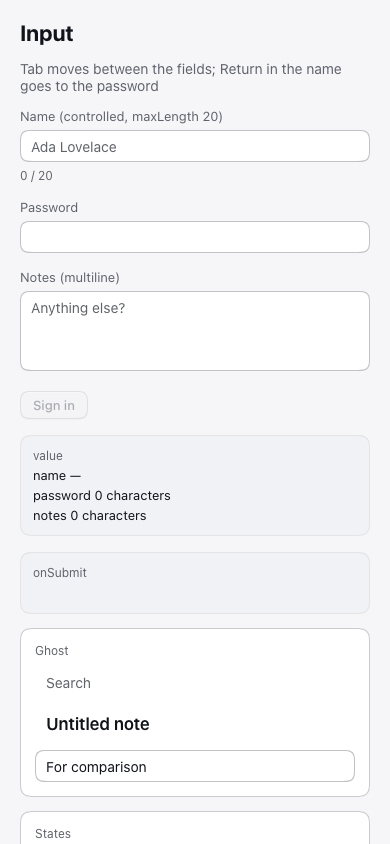 Input
Tab moves between the fields; Return in the name
goes to the password
Name (controlled, maxLength 20)
Ada Lovelace
0 / 20
Password
Notes (multiline)
Anything else?
Sign in
value
name —
password 0 characters
notes 0 characters
onSubmit
Ghost
Search
Untitled note
For comparison
States